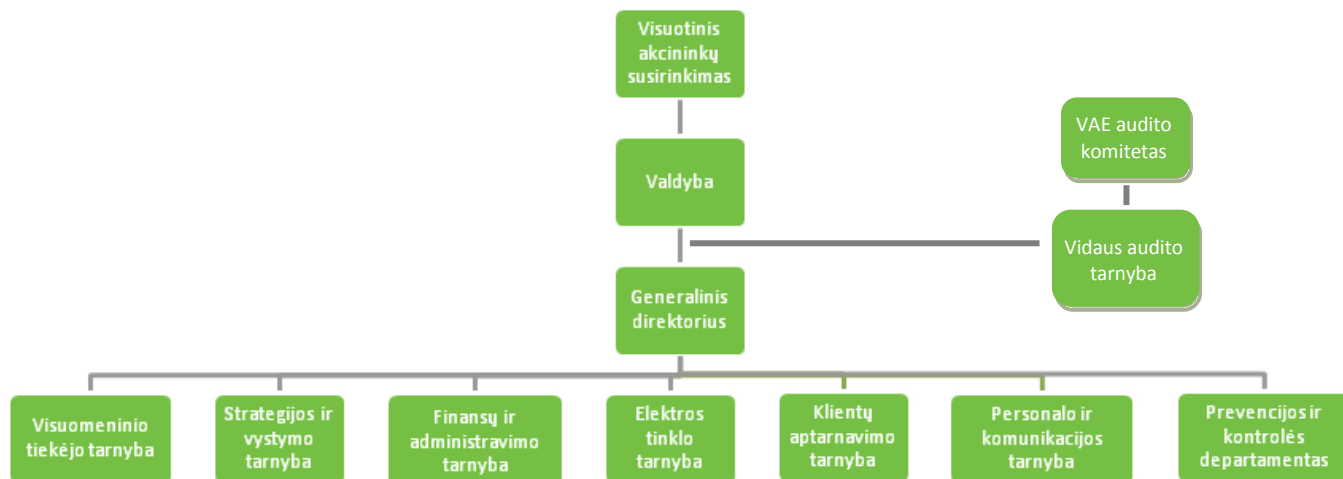 Visuotinis
akcininkų
susirinkimas
VAE audito
komitetas
Valdyba
Vidaus audito
tarnyba
Generalinis
direktorius
Visuomeninio
tiekėjo tarnyba
Strategijos ir
vystymo
tarnyba
Finansų ir
administravimo
tarnyba
Elektros
tinklo
tarnyba
Klientų
aptarnavimo
tarnyba
Personalo ir
komunikacijos
tarnyba
Prevencijos ir
kontrolės
departamentas